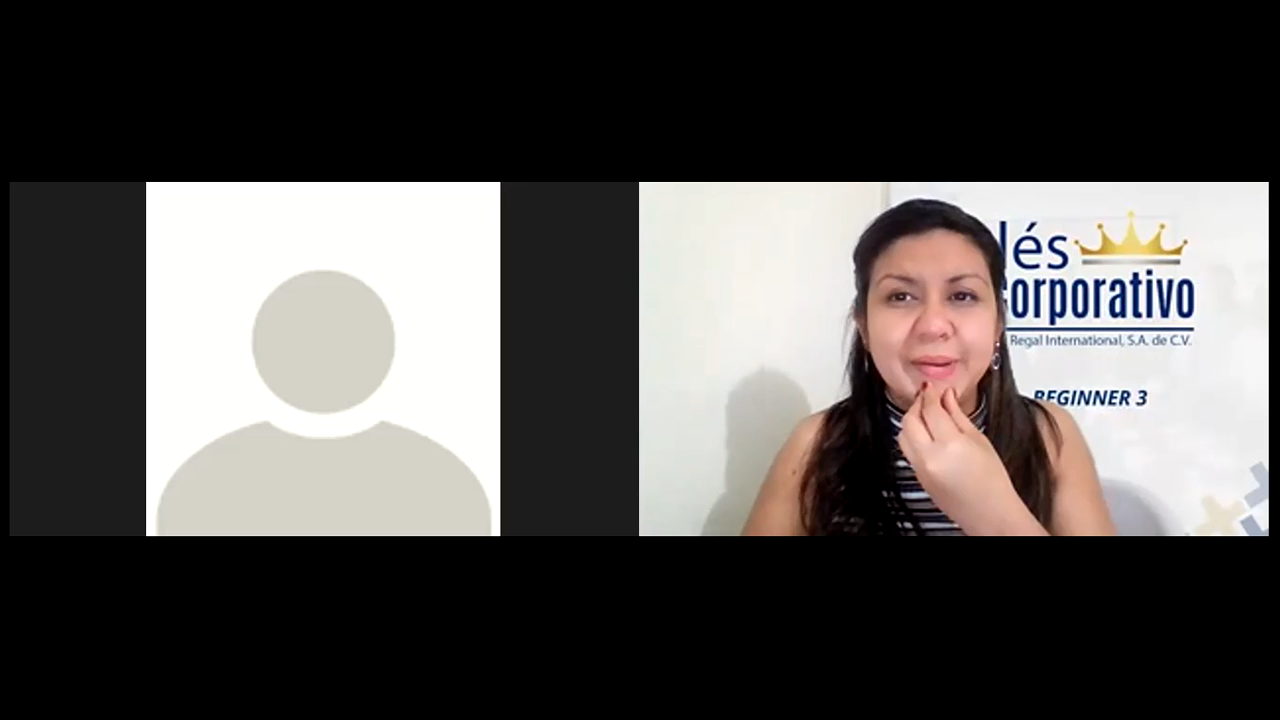 lés
corporativo
Regal International, S.A. de C.V.
BEGINNER 3